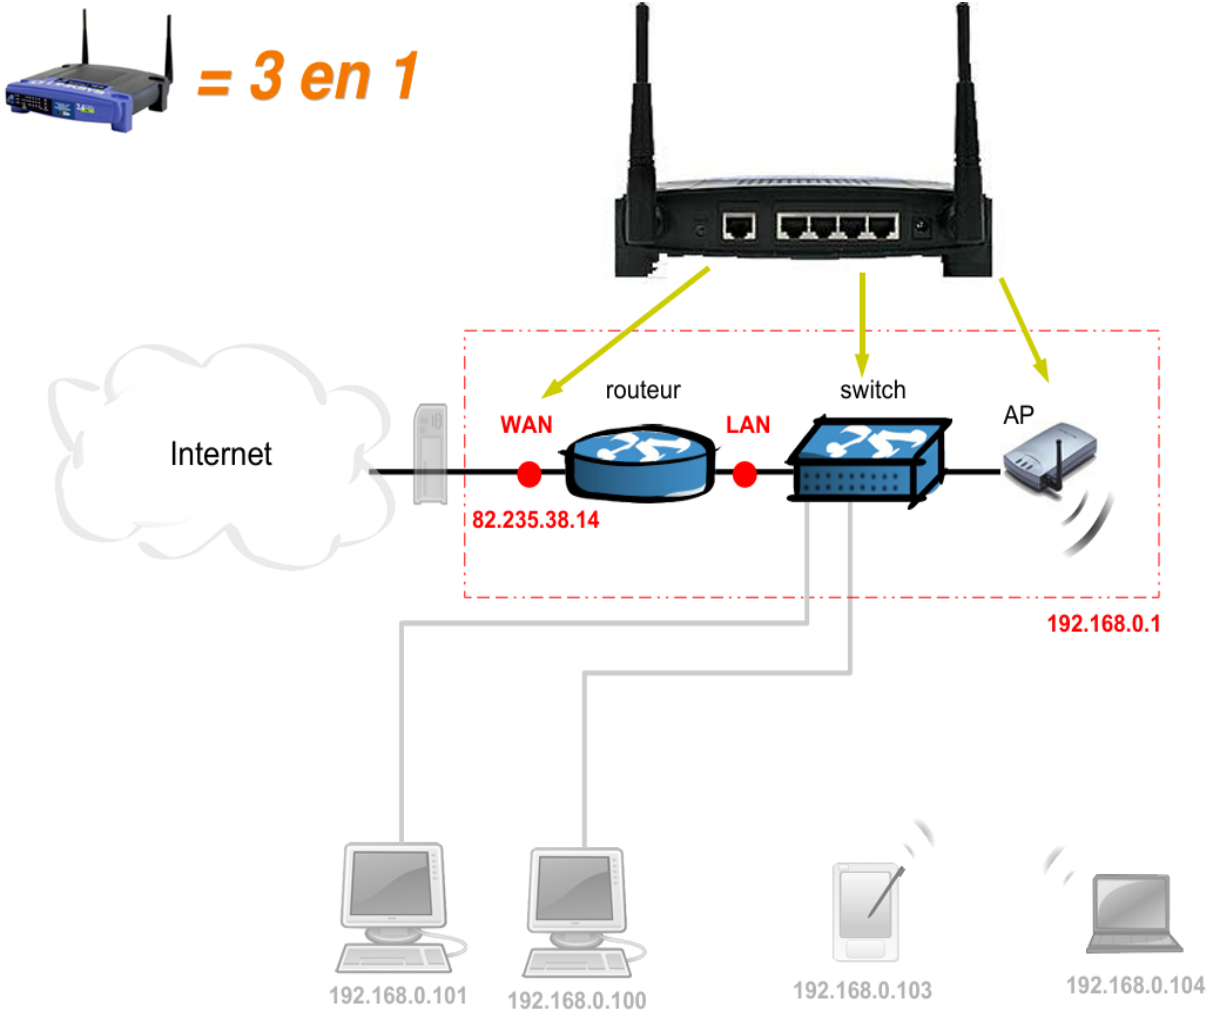 = 3 en 1
routeur
switch
AP
WAN
LAN
Internet
82.235.38.14
192.168.0.1
192.168.0.101
192.168.0.100
192.168.0.103
192.168.0.104